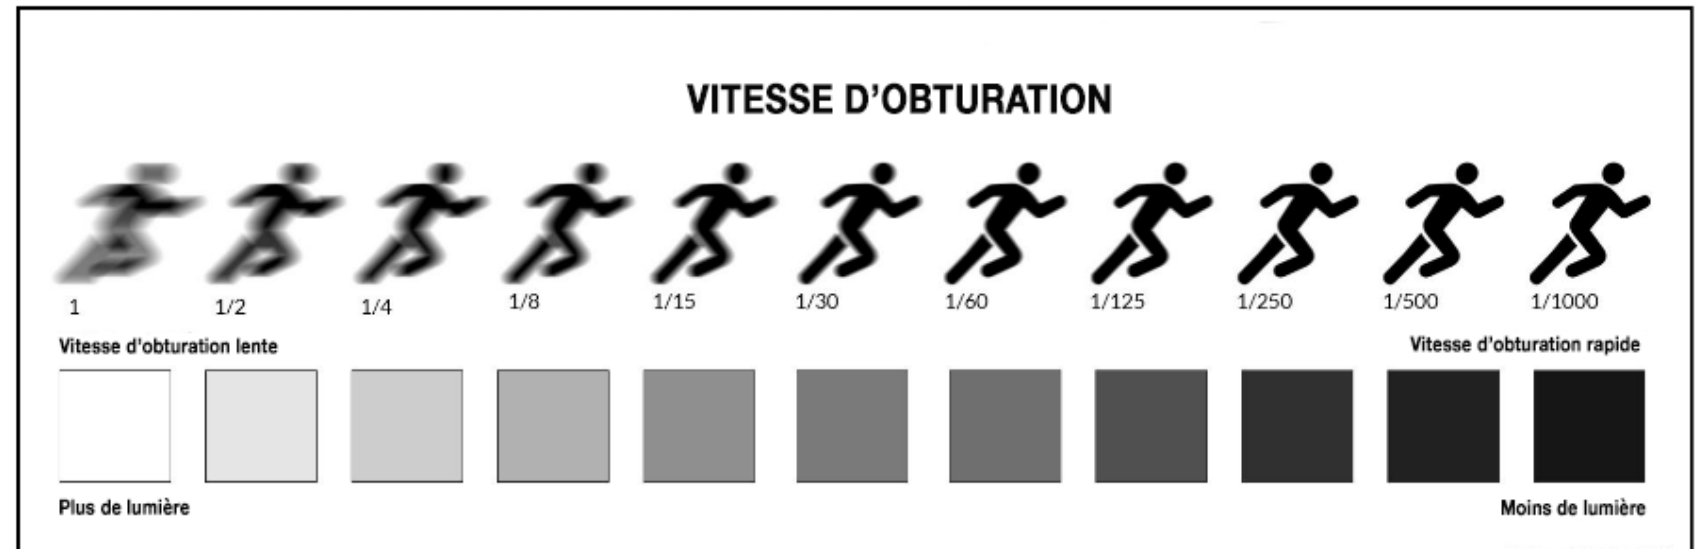 VITESSE D’OBTURATION
1 1/2 1/4 1/8 1/15 1/30 1/60 1/125 1/250 1/500 1/1000
Vitesse d’obturation lente Vitesse d’obturation rapide
Plus de lumière Moins de lumière